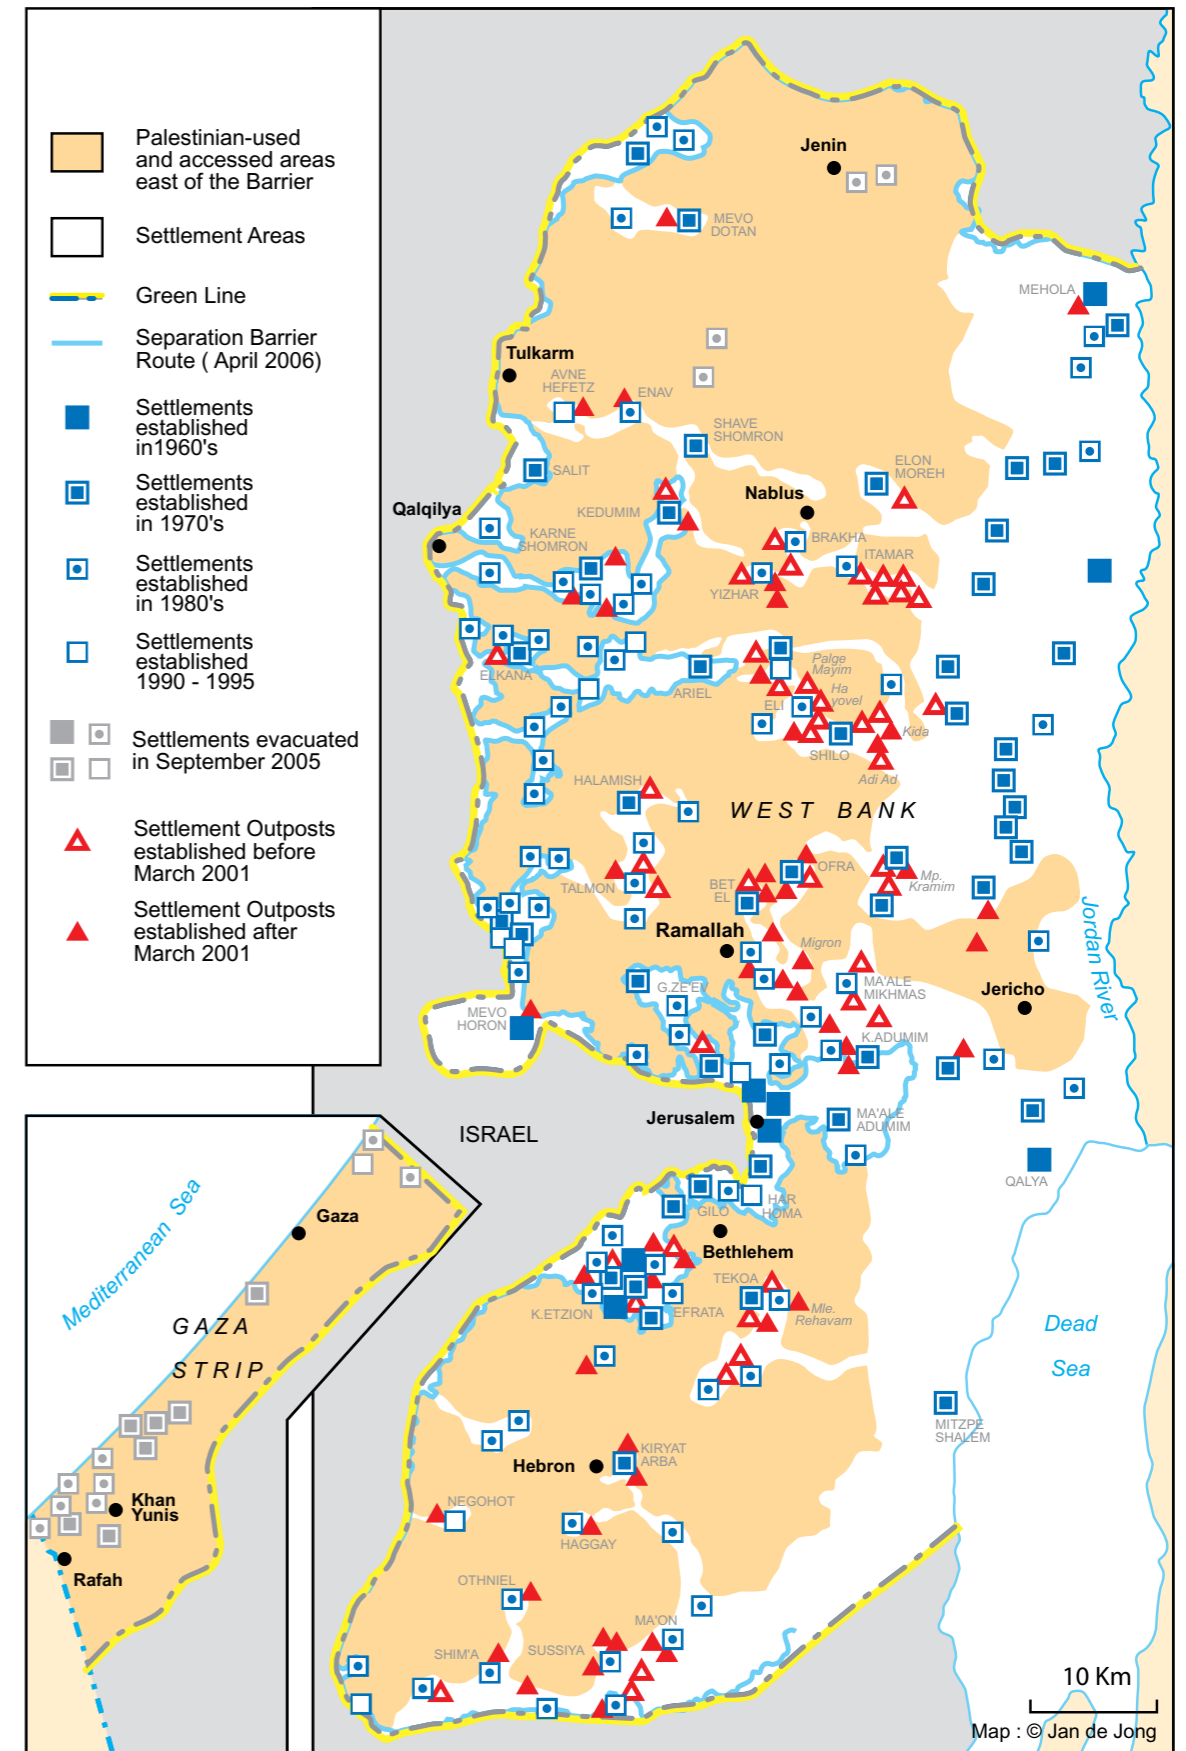 Palestinian-used
and accessed areas
east of the Barrier
Settlement Areas
Green Line
Separation Barrier
Route ( April 2006)
Settlements
established
in1960's
Settlements
established
in 1970's
Settlements
established
in 1980's
Settlements
established
1990 - 1995
Settlements evacuated
in September 2005
Settlement Outposts
established before
March 2001
Settlement Outposts
established after
March 2001
Jenin
MEVO
DOTAN
MEHOLA
Tulkarm
AVNE
HEFETZ
ENAV
SHAVE
SHOMRON
SALIT
ELON
MOREH
Nablus
Qalqilya
KEDUMIM
KARNE
SHOMRON
BRAKHA
ITAMAR
YIZHAR
ELKANA
ARIEL
Palge
Mayim
Ha
yovel
ELI
Kida
SHILO
Adi Ad
HALAMISH
WEST BANK
OFRA
BET
EL
Mp.
Kramim
TALMON
Ramallah
Migron
Jordan River
G.ZE'EV
MA'ALE
MIKHMAS
Jericho
MEVO
HORON
K.ADUMIM
Jerusalem
MA'ALE
ADUMIM
ISRAEL
QALYA
GILO
HAR
HOMA
Bethlehem
TEKOA
K.ETZION
EFRATA
Mle.
Rehavam
Dead
Sea
MITZPE
SHALEM
KIRYAT
ARBA
Hebron
NEGOHOT
HAGGAY
OTHNIEL
MA'ON
SHIM'A
SUSSIYA
Mediterranean Sea
Gaza
GAZA
STRIP
Khan
Yunis
Rafah
10 Km
Map : © Jan de Jong